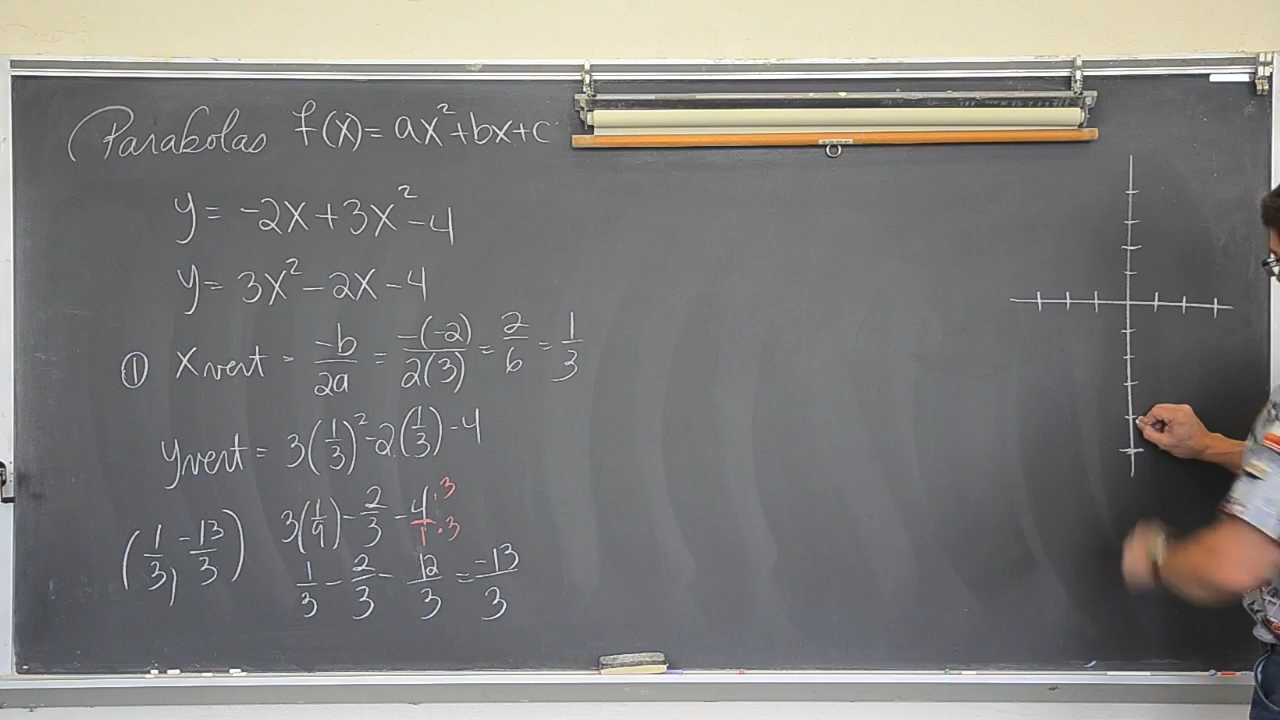 Parabolas f(x)= ax²+bx+c
y= -2x+3x²-4
y= 3x²-2x-4
① Xvert = -b/2a = -(-2)/2(3) = 2/6 = 1/3
yvert = 3(1/3)²-2(1/3)-4
3(1/9)-2/3-4/1 ·3 ·3
(1/3, -13/3)
1/3-2/3-12/3 = -13/3